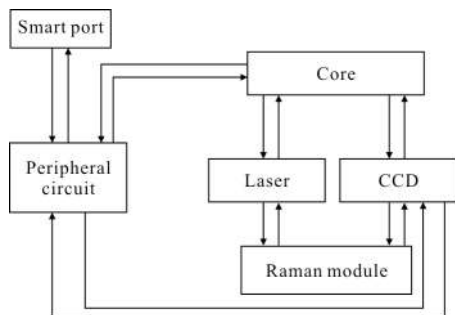 Smart port
Core
Peripheral
circuit
Laser
CCD
Raman module